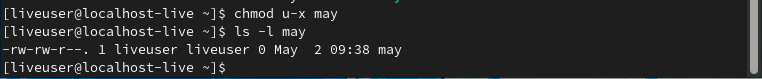 [liveuser@localhost-live ~]$ chmod u-x may
[liveuser@localhost-live ~]$ ls -l may
-rw-rw-r--. 1 liveuser liveuser 0 May  2 09:38 may
[liveuser@localhost-live ~]$